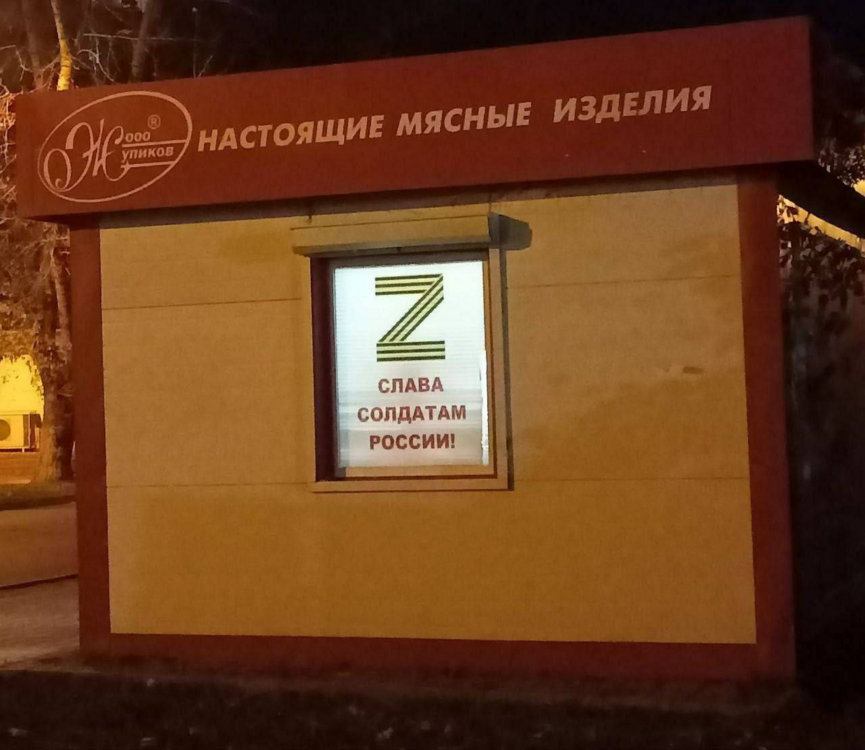 ООО
Жупиков
®
НАСТОЯЩИЕ МЯСНЫЕ ИЗДЕЛИЯ
Z
СЛАВА
СОЛДАТАМ
РОССИИ!